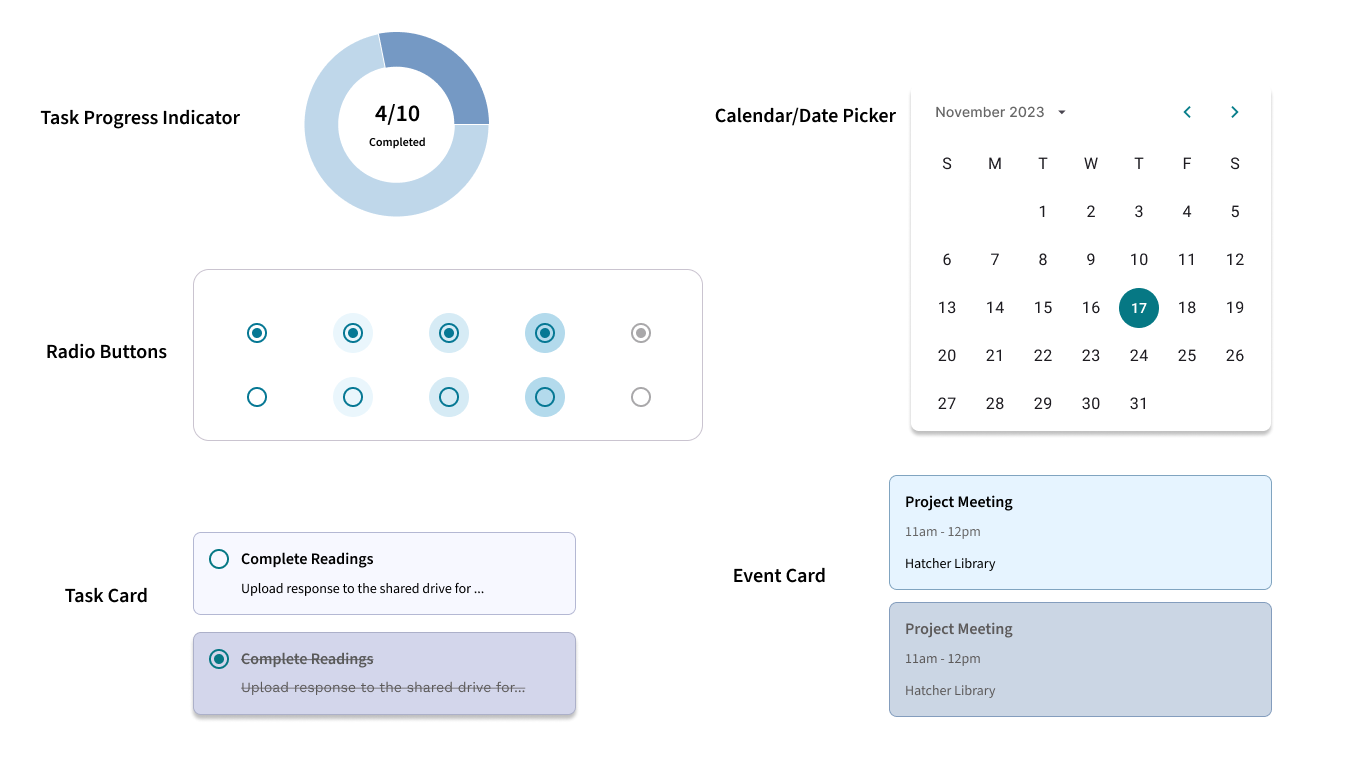 Task Progress Indicator
4/10
Completed
Calendar/Date Picker
November 2023
S M T W T F S
1 2 3 4 5
6 7 8 9 10 11 12
13 14 15 16 17 18 19
20 21 22 23 24 25 26
27 28 29 30 31
Radio Buttons
Task Card
Complete Readings
Upload response to the shared drive for ...
Complete Readings
Upload response to the shared drive for...
Event Card
Project Meeting
11am - 12pm
Hatcher Library
Project Meeting
11am - 12pm
Hatcher Library